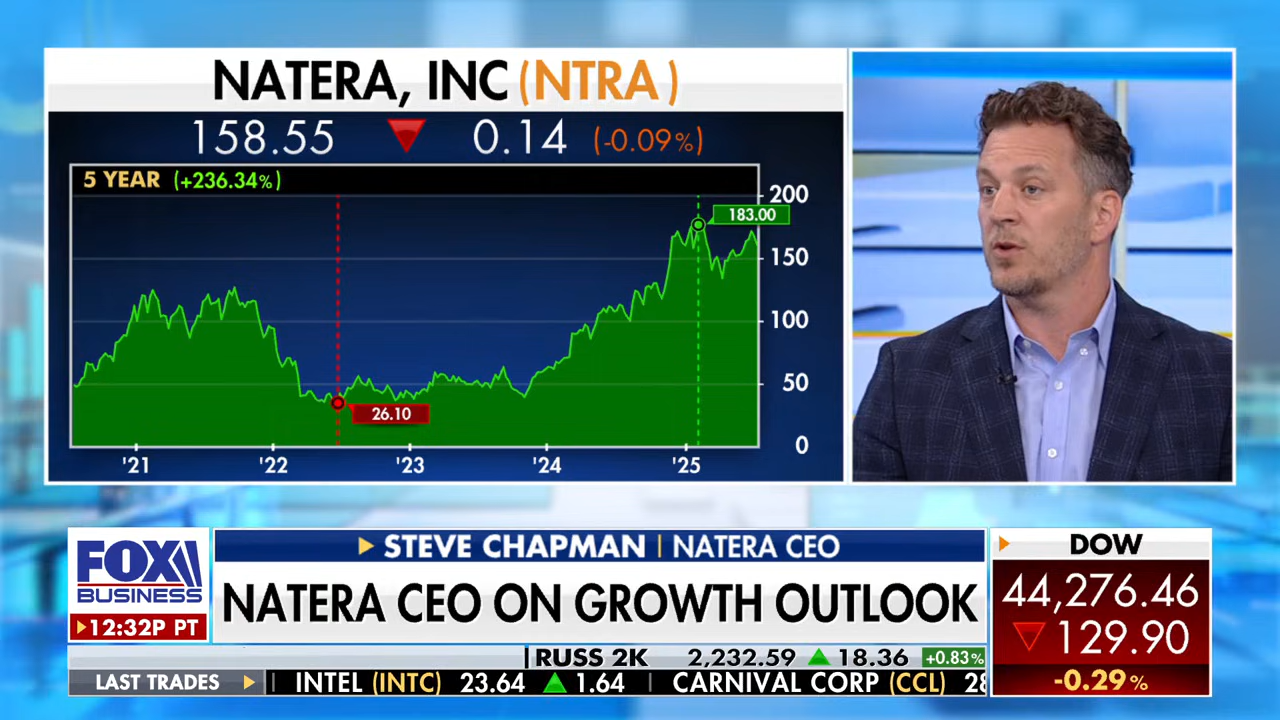 NATERA, INC (NTRA)
158.55 ▼ 0.14 (-0.09%)
5 YEAR (+236.34%)
200
183.00
150
100
50
26.10
0
'21 '22 '23 '24 '25
FOX
BUSINESS
12:32P PT
STEVE CHAPMAN | NATERA CEO
NATERA CEO ON GROWTH OUTLOOK
DOW
44,276.46
▽ 129.90
-0.29%
RUSS 2K 2,232.59 ▲ 18.36 +0.83%
LAST TRADES | INTEL (INTC) 23.64 ▲ 1.64 | CARNIVAL CORP (CCL) 28